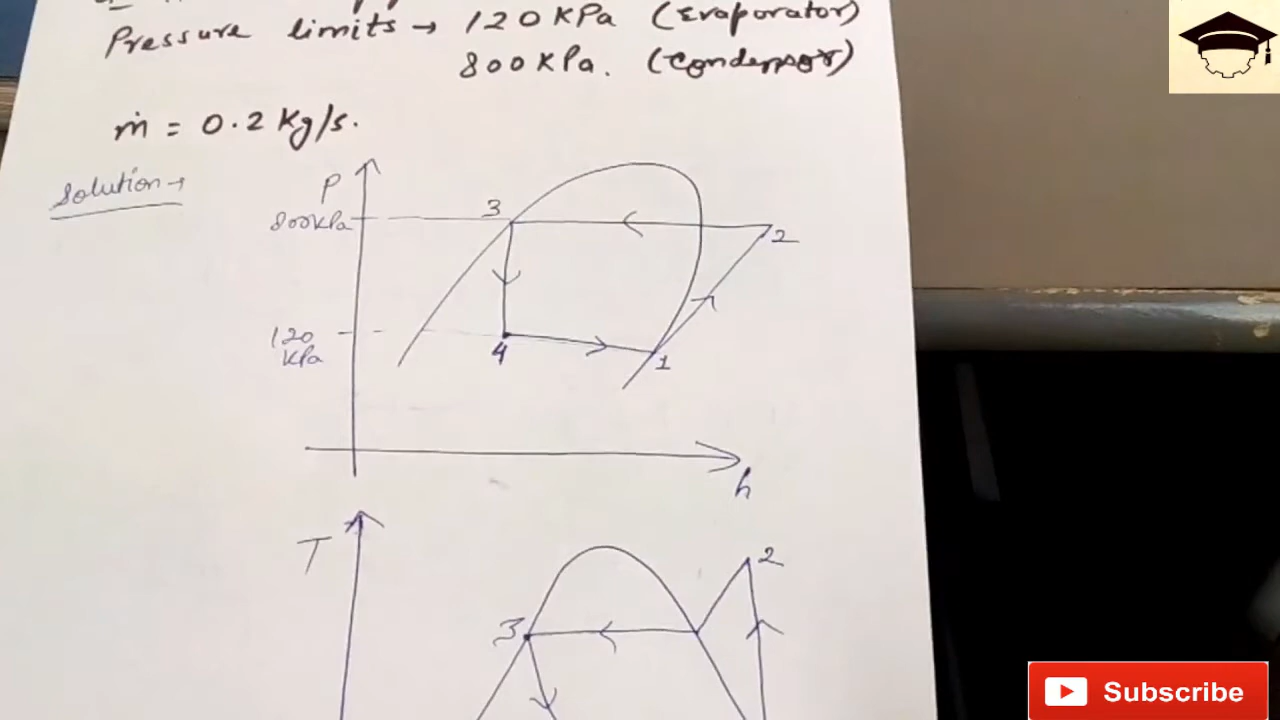 Pressure limits → 120 KPa (Evaporator)
800 KPa. (Condensor)
ṁ = 0.2 Kg/s.
Solution →
P
800 KPa
3
2
120
KPa
4
1
h
T
2
3
Subscribe